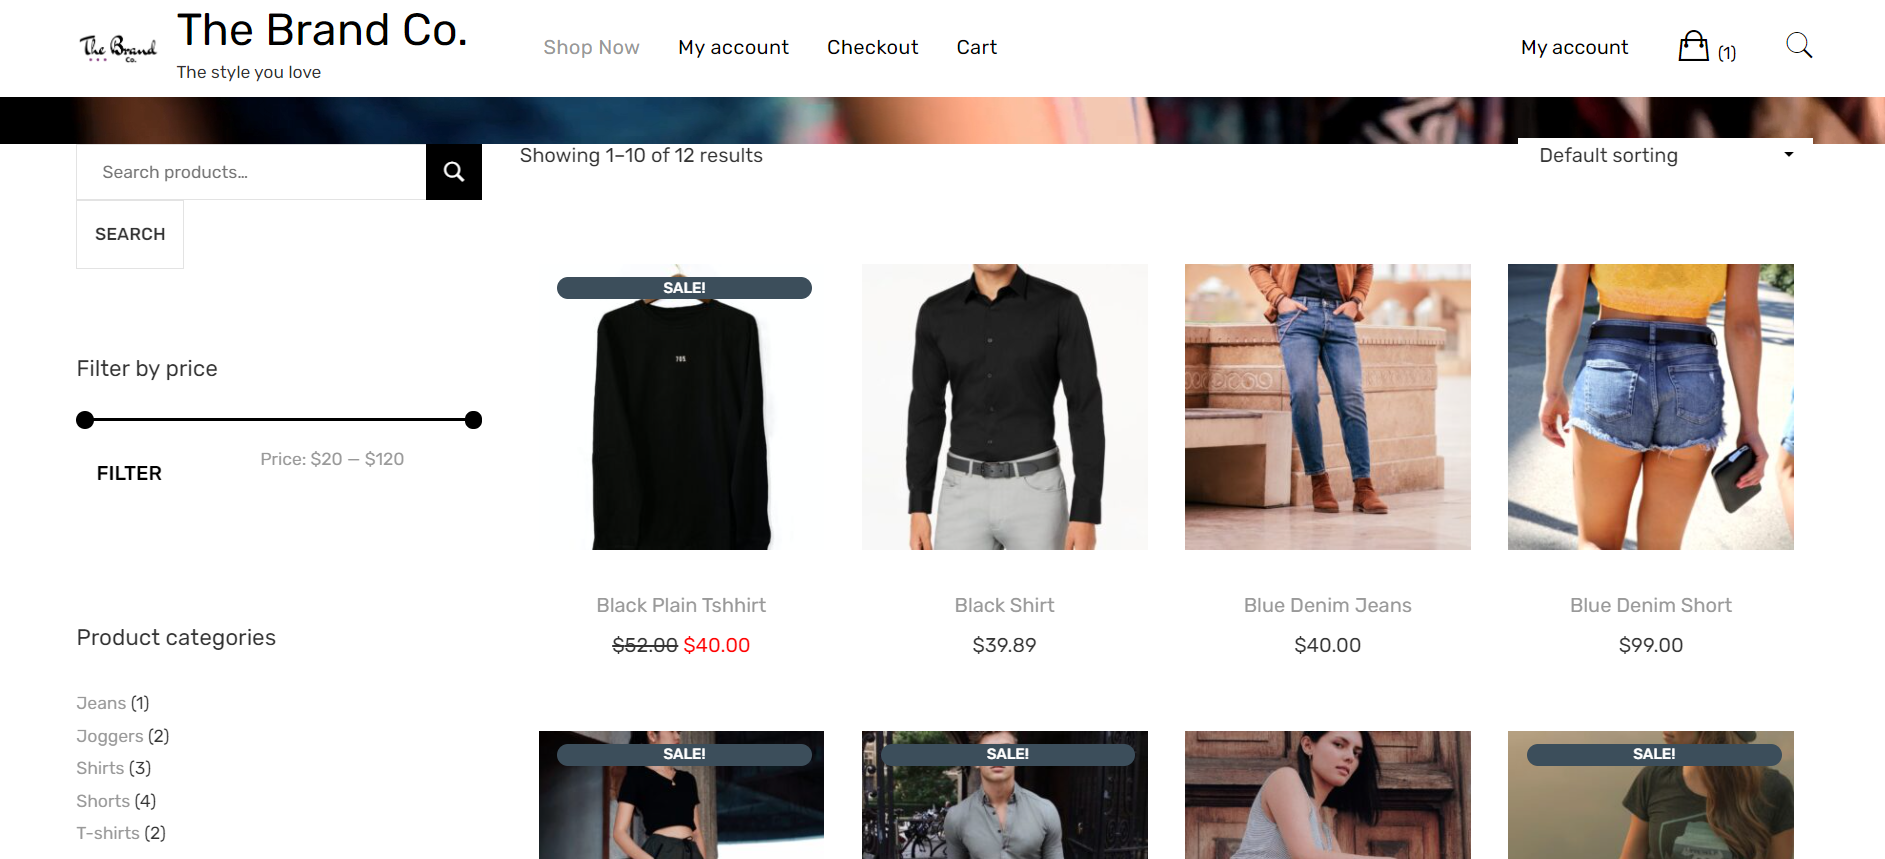 The Brand Co.
The Brand Co.
The style you love
Shop Now
My account
Checkout
Cart
My account
(1)
Search products…
Showing 1–10 of 12 results
Default sorting
SEARCH
Filter by price
FILTER
Price: $20 — $120
Product categories
Jeans (1)
Joggers (2)
Shirts (3)
Shorts (4)
T-shirts (2)
SALE!
705
Black Plain Tshhirt
$52.00 $40.00
Black Shirt
$39.89
Blue Denim Jeans
$40.00
Blue Denim Short
$99.00
SALE!
SALE!
SALE!